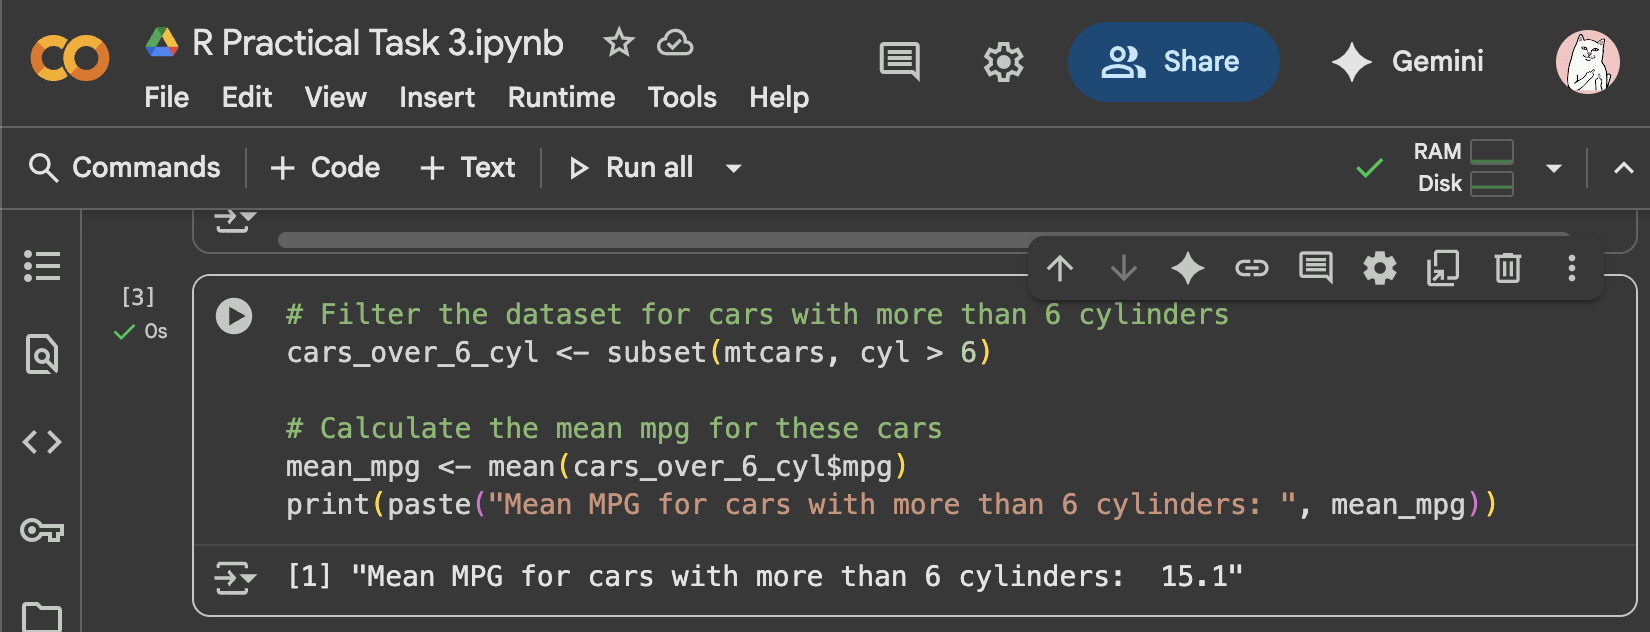 R Practical Task 3.ipynb
File Edit View Insert Runtime Tools Help
Share
Gemini
Commands + Code + Text Run all
RAM
Disk
[3]
0s
# Filter the dataset for cars with more than 6 cylinders
cars_over_6_cyl <- subset(mtcars, cyl > 6)
# Calculate the mean mpg for these cars
mean_mpg <- mean(cars_over_6_cyl$mpg)
print(paste("Mean MPG for cars with more than 6 cylinders: ", mean_mpg))
[1] "Mean MPG for cars with more than 6 cylinders:  15.1"